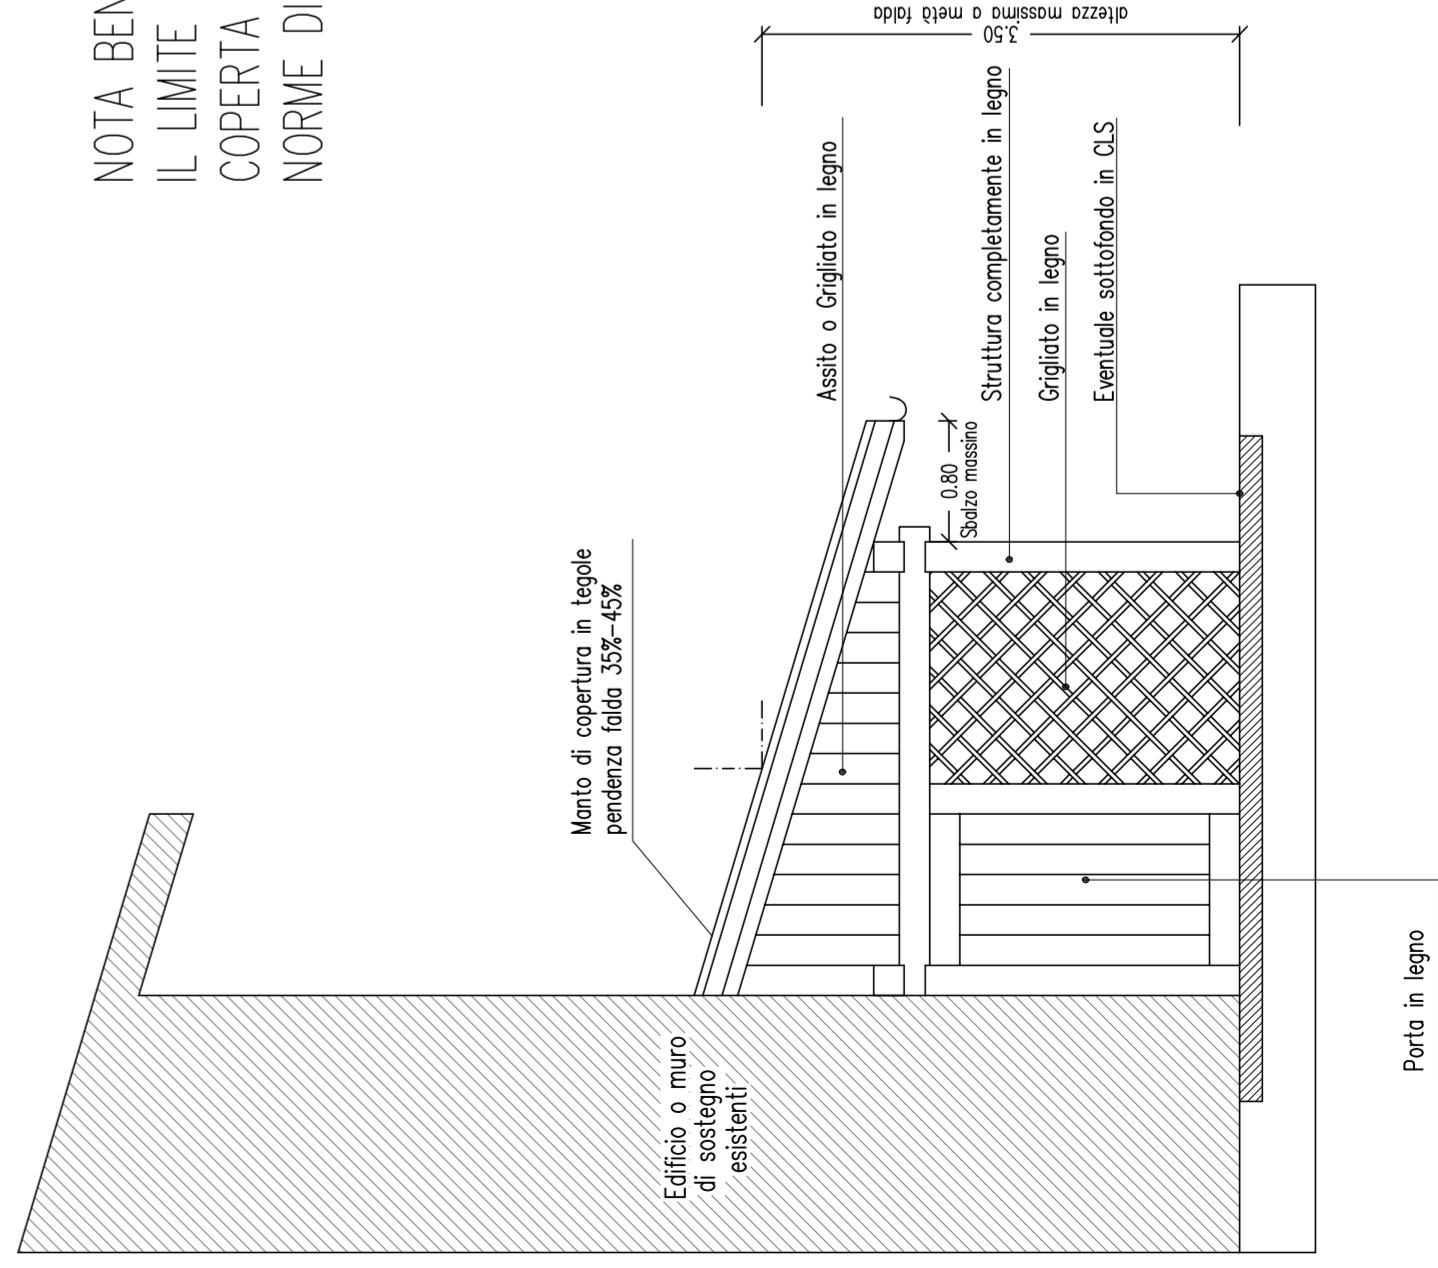 NOTA BEN
IL LIMITE
COPERTA
NORME DI
altezza massima a metà falda
3.50
Assito o Grigliato in legno
Struttura completamente in legno
Grigliato in legno
Eventuale sottofondo in CLS
0.80
Sbalzo massino
Manto di copertura in tegole
pendenza falda 35%-45%
Edificio o muro
di sostegno
esistenti
Porta in legno